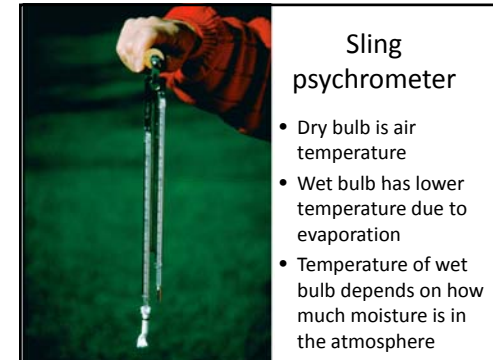 Sling
psychrometer
• Dry bulb is air
temperature
• Wet bulb has lower
temperature due to
evaporation
• Temperature of wet
bulb depends on how
much moisture is in
the atmosphere